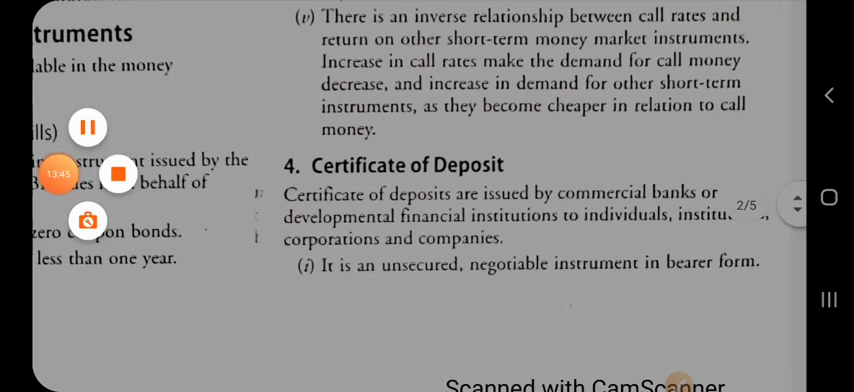 truments
lable in the money
ills)
issued by the
behalf of
zero pon bonds.
less than one year.
13:45
(v) There is an inverse relationship between call rates and
return on other short-term money market instruments.
Increase in call rates make the demand for call money
decrease, and increase in demand for other short-term
instruments, as they become cheaper in relation to call
money.
4. Certificate of Deposit
Certificate of deposits are issued by commercial banks or
developmental financial institutions to individuals,
corporations and companies.
(i) It is an unsecured, negotiable instrument in bearer form.
2/5
Scanned with CamScanner